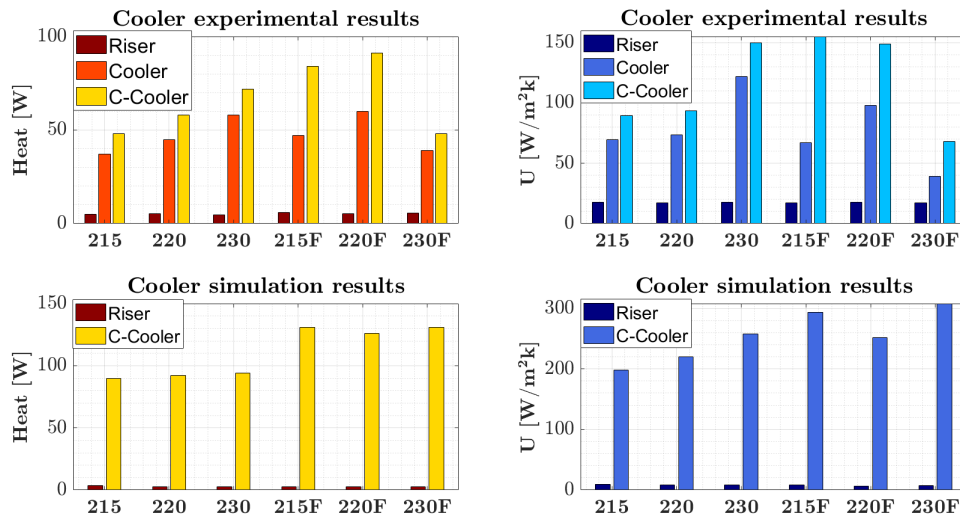 Cooler experimental results
Heat [W]
100
50
0
Riser
Cooler
C-Cooler
215 220 230 215F 220F 230F
Cooler experimental results
U [W/m²k]
150
100
50
0
Riser
Cooler
C-Cooler
215 220 230 215F 220F 230F
Cooler simulation results
Heat [W]
150
100
50
0
Riser
C-Cooler
215 220 230 215F 220F 230F
Cooler simulation results
U [W/m²k]
300
200
100
0
Riser
C-Cooler
215 220 230 215F 220F 230F